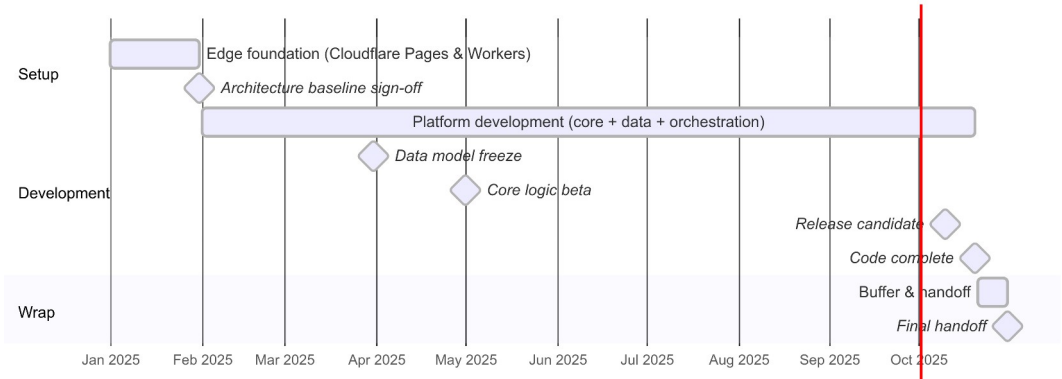 Setup
Edge foundation (Cloudflare Pages & Workers)
Architecture baseline sign-off
Platform development (core + data + orchestration)
Development
Data model freeze
Core logic beta
Release candidate
Code complete
Wrap
Buffer & handoff
Final handoff
Jan 2025 Feb 2025 Mar 2025 Apr 2025 May 2025 Jun 2025 Jul 2025 Aug 2025 Sep 2025 Oct 2025